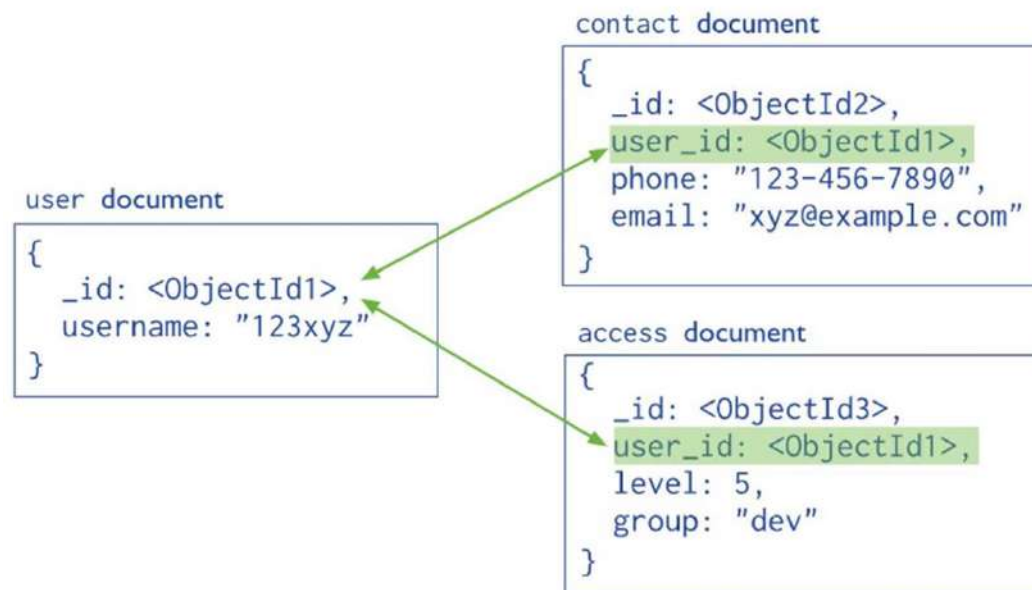 contact document
{
_id: <ObjectId2>,
user_id: <ObjectId1>,
phone: "123-456-7890",
email: "xyz@example.com"
}
user document
{
_id: <ObjectId1>,
username: "123xyz"
}
access document
{
_id: <ObjectId3>,
user_id: <ObjectId1>,
level: 5,
group: "dev"
}